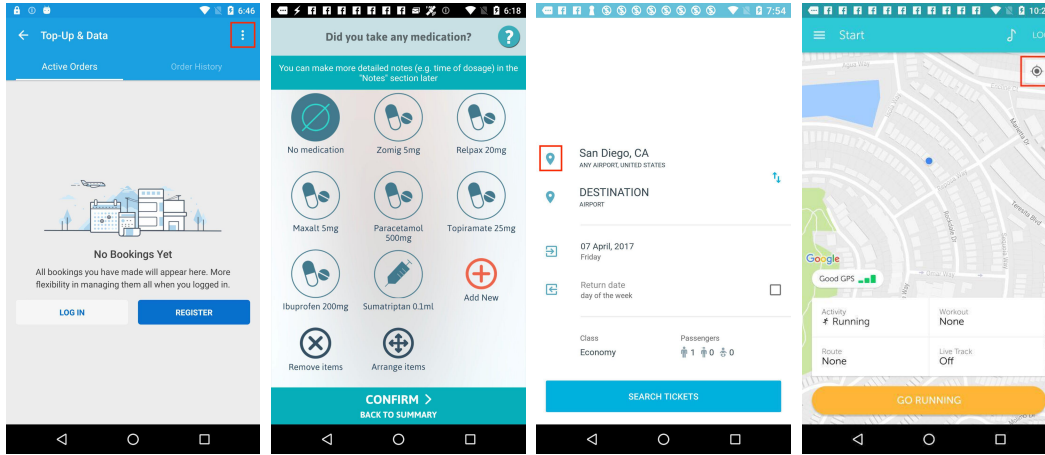 6:46
Top-Up & Data
Active Orders
Order History
No Bookings Yet
All bookings you have made will appear here. More
flexibility in managing them all when you logged in.
LOG IN
REGISTER
6:18
Did you take any medication?
?
You can make more detailed notes (e.g. time of dosage) in the
"Notes" section later
No medication
Zomig 5mg
Relpax 20mg
Maxalt 5mg
Paracetamol
500mg
Topiramate 25mg
Ibuprofen 200mg
Sumatriptan 0.1ml
Add New
Remove items
Arrange items
CONFIRM >
BACK TO SUMMARY
7:54
San Diego, CA
ANY AIRPORT, UNITED STATES
DESTINATION
AIRPORT
07 April, 2017
Friday
Return date
day of the week
Class
Passengers
Economy
1 0 0
SEARCH TICKETS
10:2
Start
Rockdale Dr
Teresita Blvd
Google
Good GPS
Activity
Running
Workout
None
Route
None
Live Track
Off
GO RUNNING